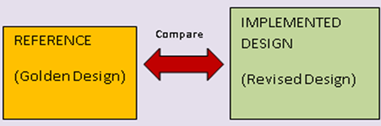 REFERENCE
(Golden Design)
Compare
IMPLEMENTED
DESIGN
(Revised Design)